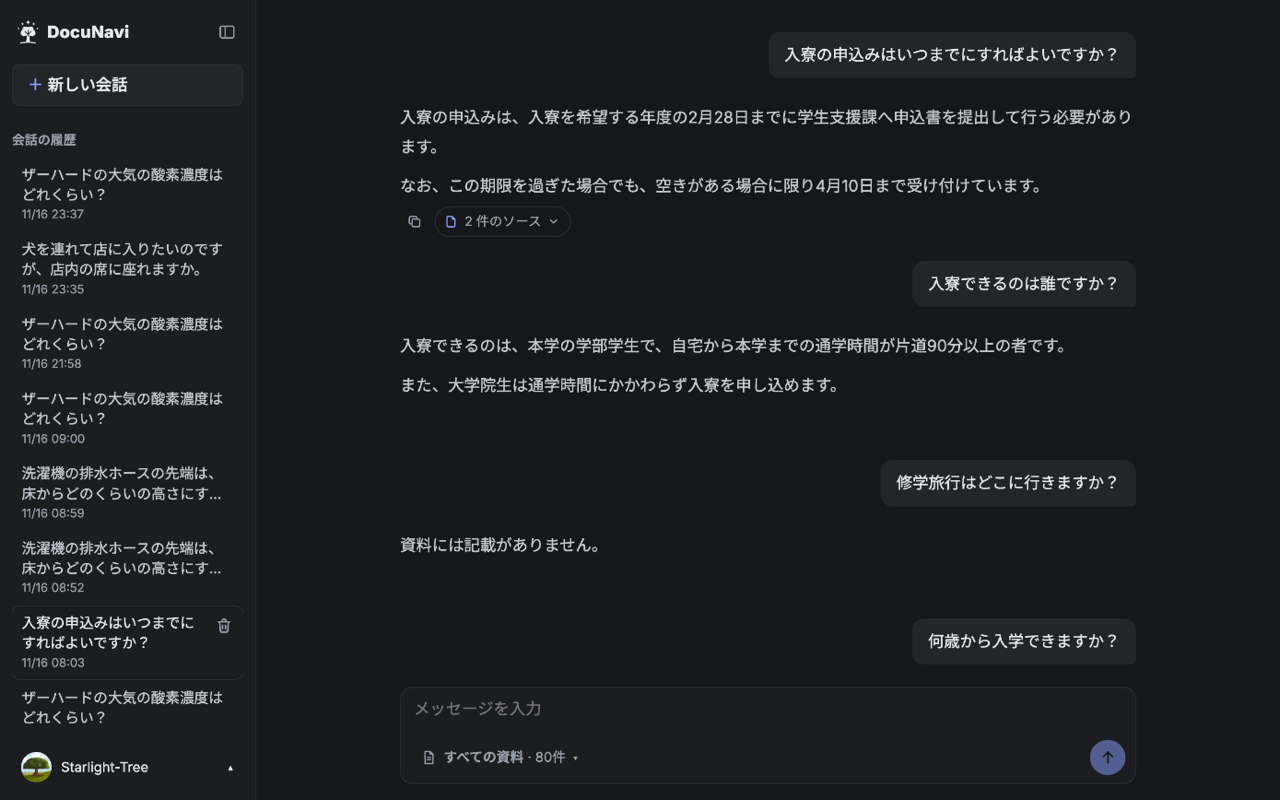 DocuNavi
+ 新しい会話
会話の履歴
ザーハードの大気の酸素濃度は
どれくらい？
11/16 23:37
犬を連れて店に入りたいのです
が、店内の席に座れますか。
11/16 23:35
ザーハードの大気の酸素濃度は
どれくらい？
11/16 21:58
ザーハードの大気の酸素濃度は
どれくらい？
11/16 09:00
洗濯機の排水ホースの先端は、
床からどのくらいの高さにす...
11/16 08:59
洗濯機の排水ホースの先端は、
床からどのくらいの高さにす...
11/16 08:52
入寮の申込みはいつまでに
すればよいですか？
11/16 08:03
ザーハードの大気の酸素濃度は
どれくらい？
Starlight-Tree
入寮の申込みはいつまでにすればよいですか？
入寮の申込みは、入寮を希望する年度の2月28日までに学生支援課へ申込書を提出して行う必要があり
ます。
なお、この期限を過ぎた場合でも、空きがある場合に限り4月10日まで受け付けています。
2 件のソース
入寮できるのは誰ですか？
入寮できるのは、本学の学部学生で、自宅から本学までの通学時間が片道90分以上の者です。
また、大学院生は通学時間にかかわらず入寮を申し込めます。
修学旅行はどこに行きますか？
資料には記載がありません。
何歳から入学できますか？
メッセージを入力
すべての資料 · 80件